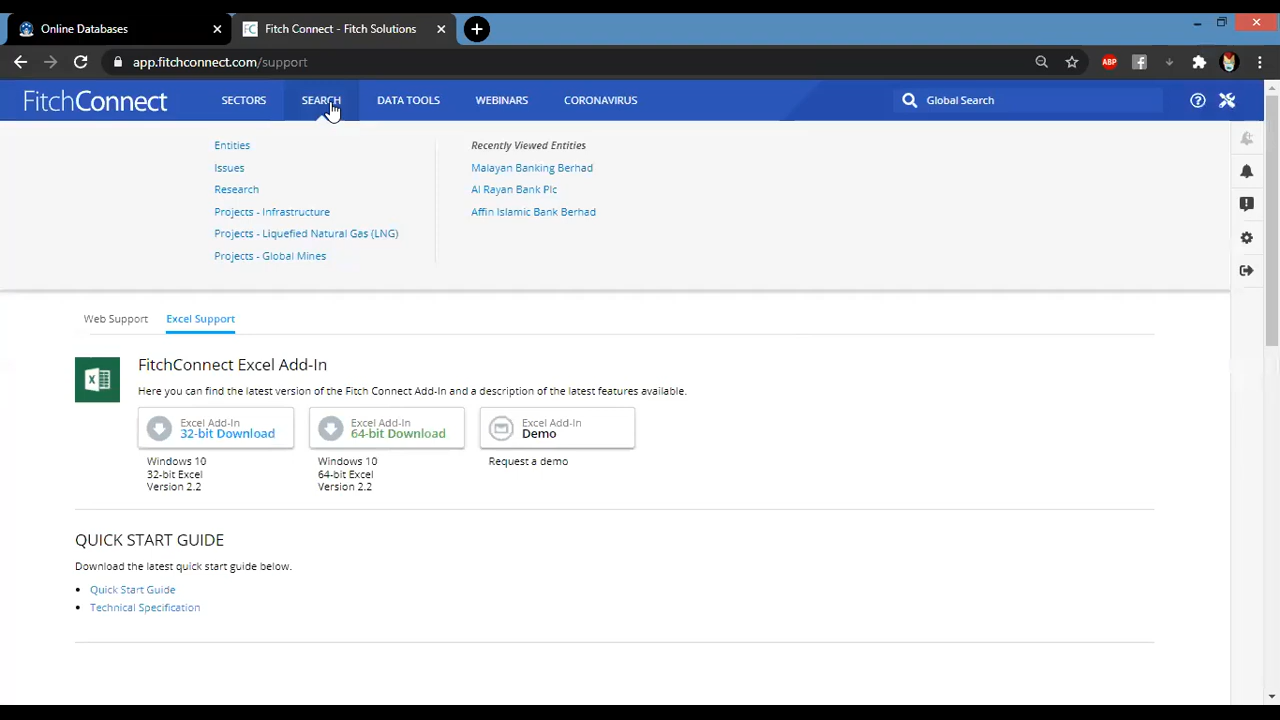 Online Databases
Fitch Connect - Fitch Solutions
app.fitchconnect.com/support
ABP
FitchConnect
SECTORS
SEARCH
DATA TOOLS
WEBINARS
CORONAVIRUS
Global Search
Entities
Issues
Research
Projects - Infrastructure
Projects - Liquefied Natural Gas (LNG)
Projects - Global Mines
Recently Viewed Entities
Malayan Banking Berhad
Al Rayan Bank Plc
Affin Islamic Bank Berhad
Web Support
Excel Support
FitchConnect Excel Add-In
Here you can find the latest version of the Fitch Connect Add-In and a description of the latest features available.
Excel Add-In
32-bit Download
Windows 10
32-bit Excel
Version 2.2
Excel Add-In
64-bit Download
Windows 10
64-bit Excel
Version 2.2
Excel Add-In
Demo
Request a demo
QUICK START GUIDE
Download the latest quick start guide below.
Quick Start Guide
Technical Specification